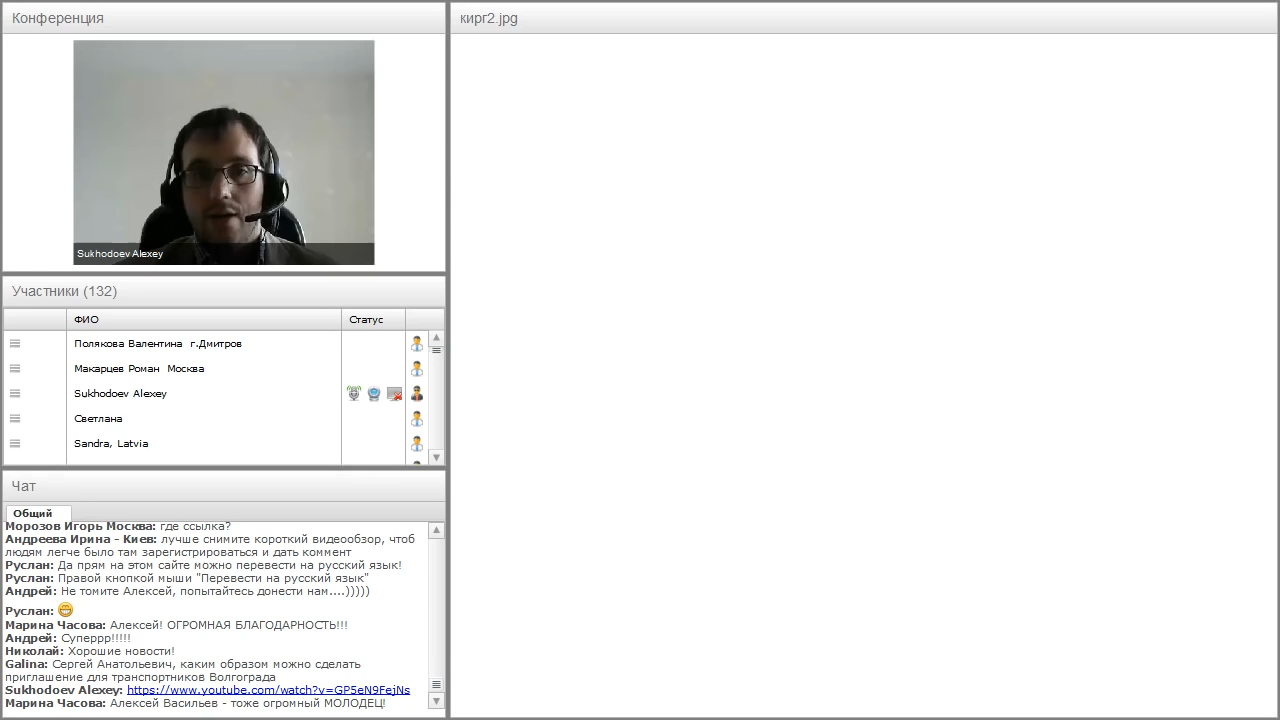 Конференция
Sukhodoev Alexey
Участники (132)
ФИО
Статус
Полякова Валентина г.Дмитров
Макарцев Роман Москва
Sukhodoev Alexey
Светлана
Sandra, Latvia
Чат
Общий
Морозов Игорь Москва: где ссылка?
Андреева Ирина - Киев: лучше снимите короткий видеообзор, чтоб
людям легче было там зарегистрироваться и дать коммент
Руслан: Да прям на этом сайте можно перевести на русский язык!
Руслан: Правой кнопкой мыши "Перевести на русский язык"
Андрей: Не томите Алексей, попытайтесь донести нам....)))))
Руслан:
Марина Часова: Алексей! ОГРОМНАЯ БЛАГОДАРНОСТЬ!!!
Андрей: Суперрр!!!!!
Николай: Хорошие новости!
Galina: Сергей Анатольевич, каким образом можно сделать
приглашение для транспортников Волгограда
Sukhodoev Alexey: https://www.youtube.com/watch?v=GP5eN9FejNs
Марина Часова: Алексей Васильев - тоже огромный МОЛОДЕЦ!
кирг2.jpg